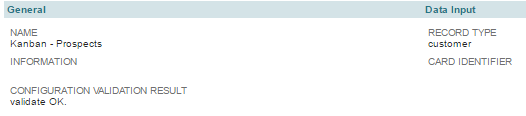 General
Data Input
NAME
Kanban - Prospects
RECORD TYPE
customer
INFORMATION
CARD IDENTIFIER
CONFIGURATION VALIDATION RESULT
validate OK.